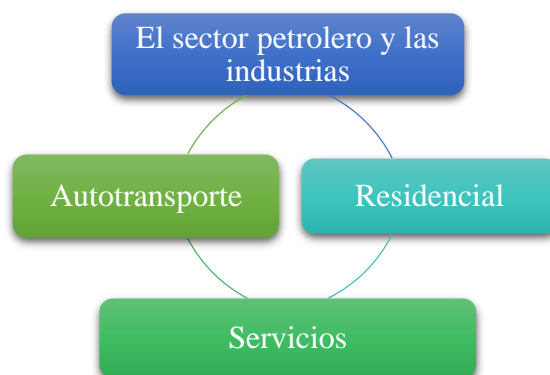 El sector petrolero y las
industrias
Autotransporte
Residencial
Servicios